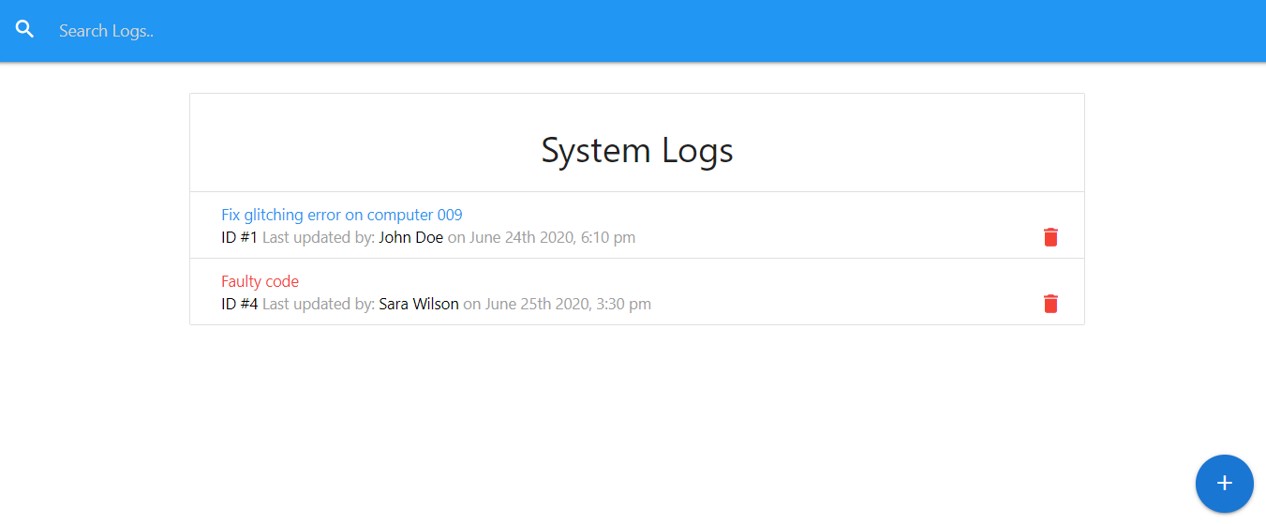 Search Logs..
System Logs
Fix glitching error on computer 009
ID #1 Last updated by: John Doe on June 24th 2020, 6:10 pm
Faulty code
ID #4 Last updated by: Sara Wilson on June 25th 2020, 3:30 pm
+